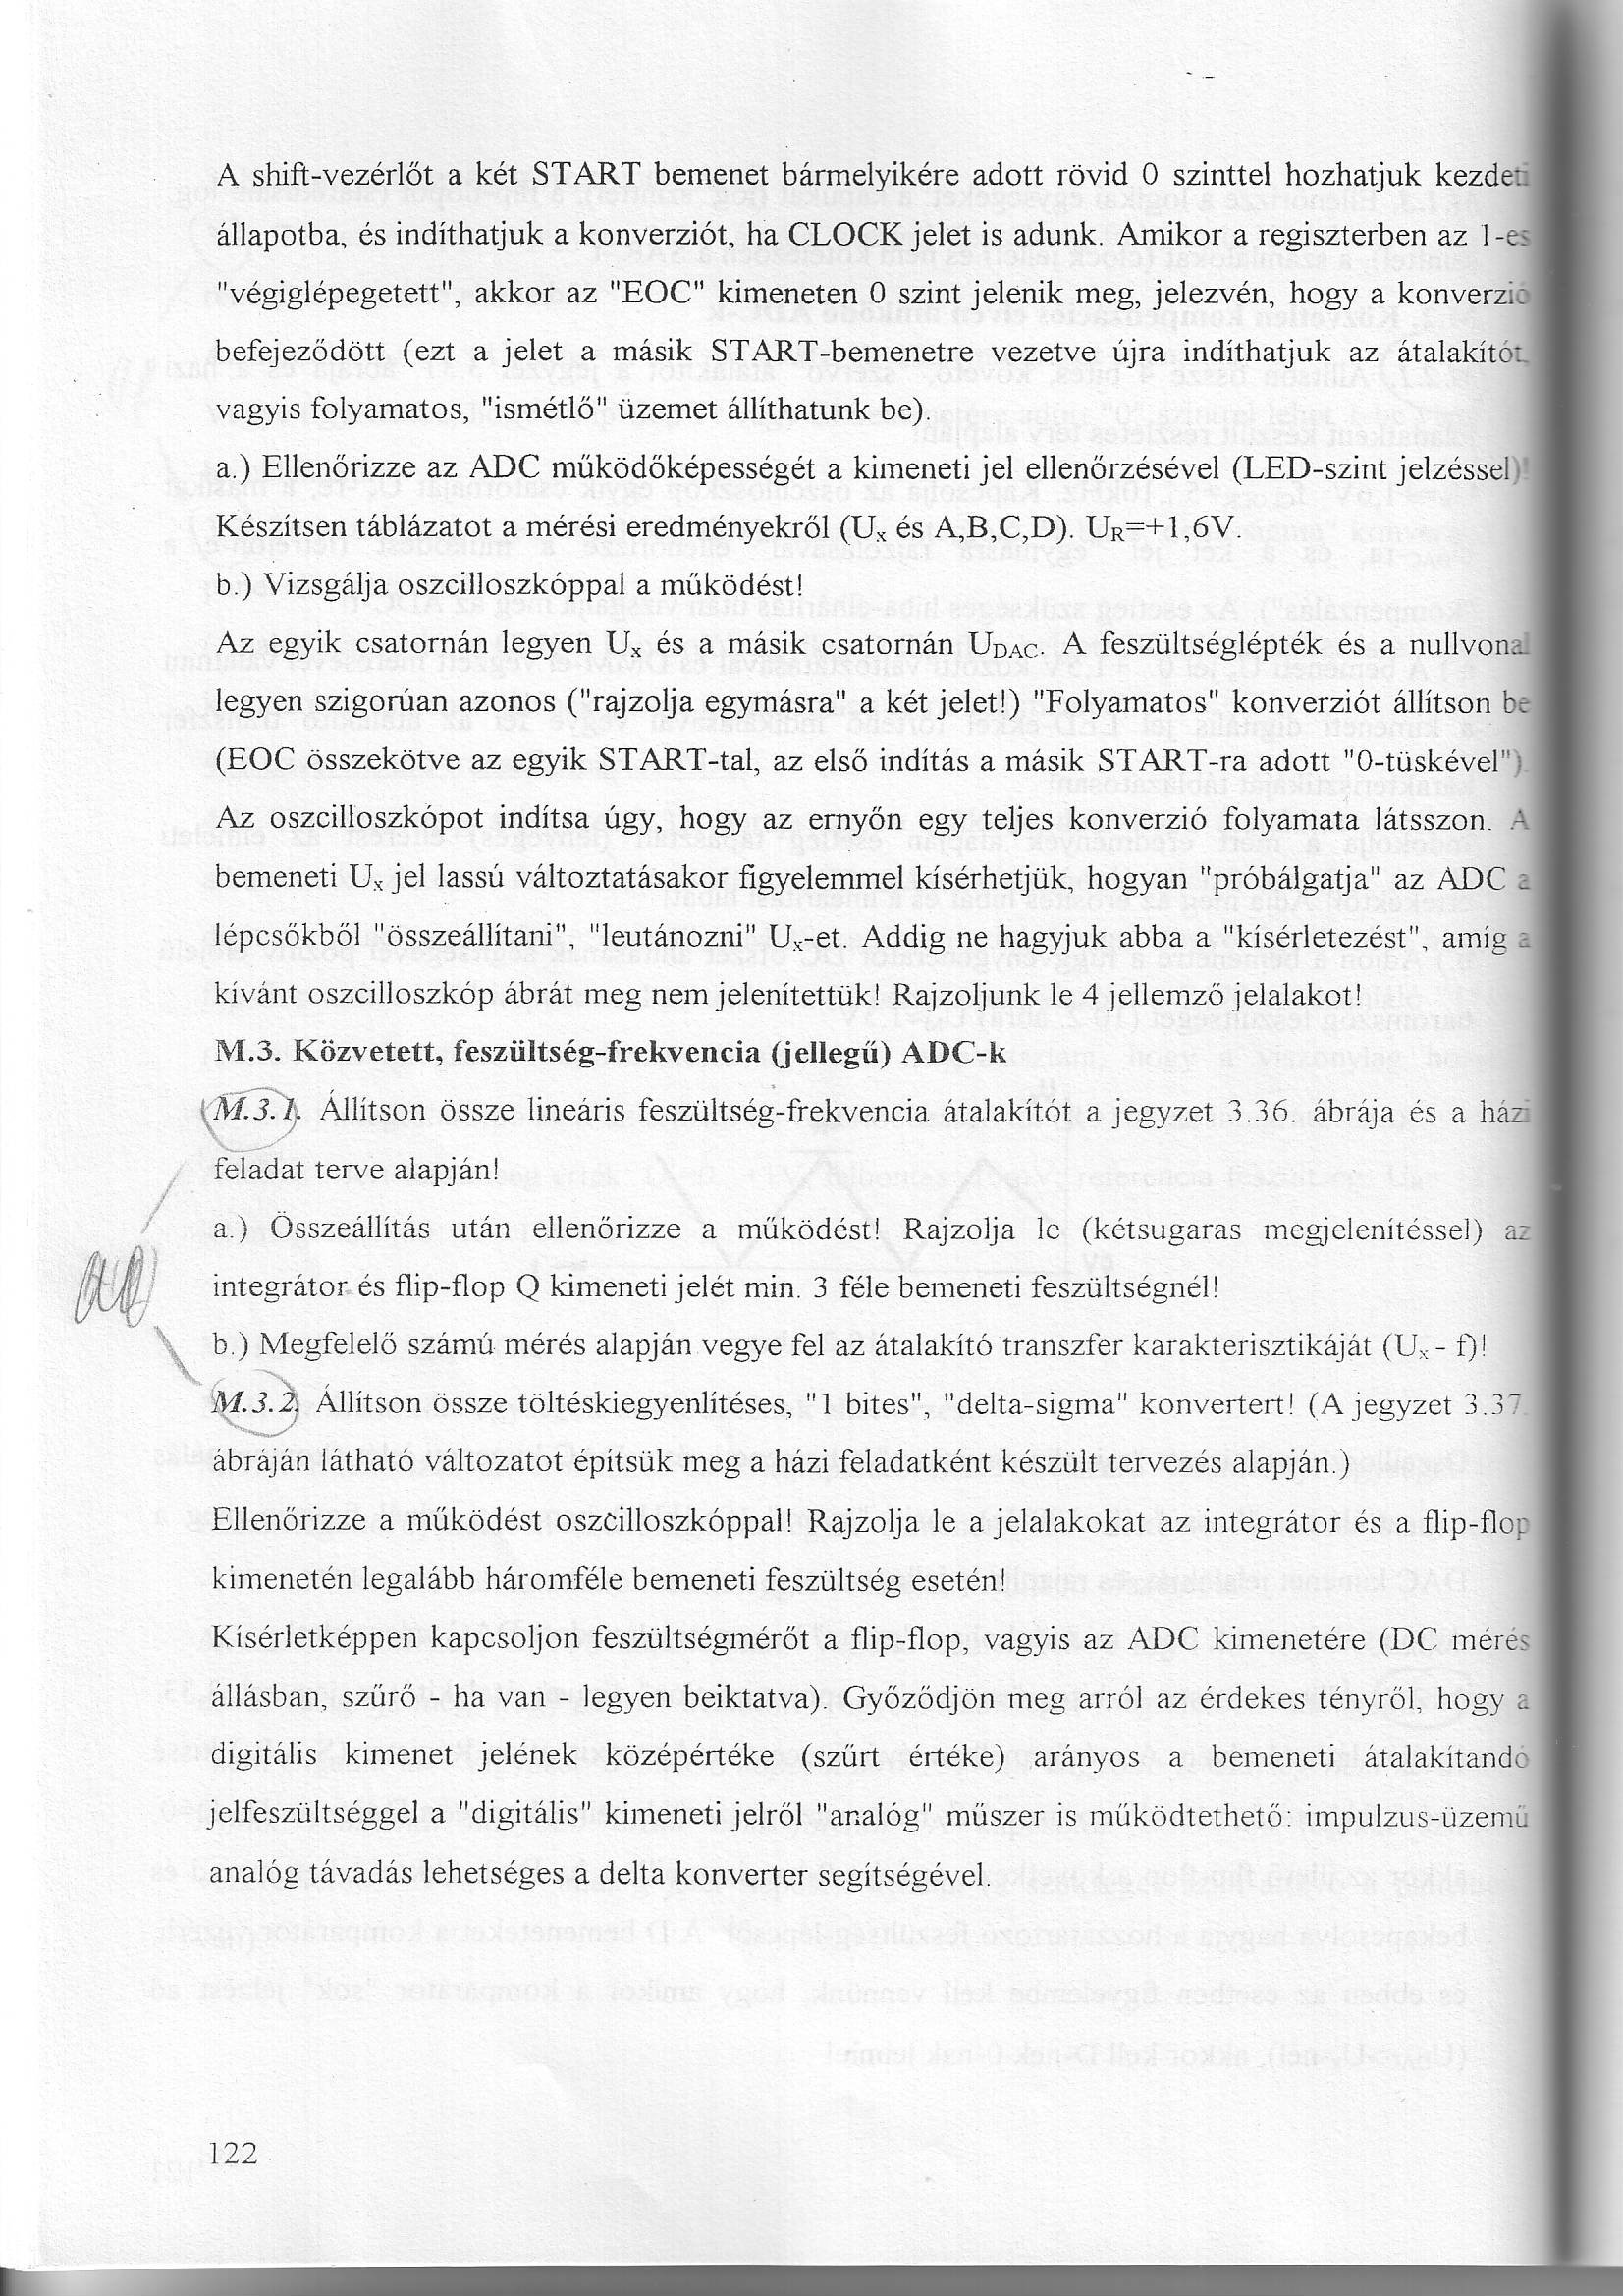 A shift-vezérlőt a két START bemenet bármelyikére adott rövid 0 szinttel hozhatjuk kezdeti
állapotba, és indíthatjuk a konverziót, ha CLOCK jelet is adunk. Amikor a regiszterben az 1-es
"végiglépegetett", akkor az "EOC" kimeneten 0 szint jelenik meg, jelezvén, hogy a konverzió
befejeződött (ezt a jelet a másik START-bemenetre vezetve újra indíthatjuk az átalakítót,
vagyis folyamatos, "ismétlő" üzemet állíthatunk be).
a.) Ellenőrizze az ADC működőképességét a kimeneti jel ellenőrzésével (LED-szint jelzéssel)!
Készítsen táblázatot a mérési eredményekről (Uₓ és A,B,C,D). U_R=+1,6V.
b.) Vizsgálja oszcilloszkóppal a működést!
Az egyik csatornán legyen Uₓ és a másik csatornán U_DAC. A feszültséglépték és a nullvonal
legyen szigorúan azonos ("rajzolja egymásra" a két jelet!) "Folyamatos" konverziót állítson be
(EOC összekötve az egyik START-tal, az első indítás a másik START-ra adott "0-tüskével").
Az oszcilloszkópot indítsa úgy, hogy az ernyőn egy teljes konverzió folyamata látsszon. A
bemeneti Uₓ jel lassú változtatásakor figyelemmel kísérhetjük, hogyan "próbálgatja" az ADC a
lépcsőkből "összeállítani", "leutánozni" Uₓ-et. Addig ne hagyjuk abba a "kísérletezést", amíg a
kívánt oszcilloszkóp ábrát meg nem jelenítettük! Rajzoljunk le 4 jellemző jelalakot!
M.3. Közvetett, feszültség-frekvencia (jellegű) ADC-k
M.3.1. Állítson össze lineáris feszültség-frekvencia átalakítót a jegyzet 3.36. ábrája és a házi
feladat terve alapján!
a.) Összeállítás után ellenőrizze a működést! Rajzolja le (kétsugaras megjelenítéssel) az
integrátor és flip-flop Q kimeneti jelét min. 3 féle bemeneti feszültségnél!
b.) Megfelelő számú mérés alapján vegye fel az átalakító transzfer karakterisztikáját (Uₓ - f)!
M.3.2. Állítson össze töltéskiegyenlítéses, "1 bites", "delta-sigma" konvertert! (A jegyzet 3.37.
ábráján látható változatot építsük meg a házi feladatként készült tervezés alapján.)
Ellenőrizze a működést oszcilloszkóppal! Rajzolja le a jelalakokat az integrátor és a flip-flop
kimenetén legalább háromféle bemeneti feszültség esetén!
Kísérletképpen kapcsoljon feszültségmérőt a flip-flop, vagyis az ADC kimenetére (DC mérés
állásban, szűrő - ha van - legyen beiktatva). Győződjön meg arról az érdekes tényről, hogy a
digitális kimenet jelének középértéke (szűrt értéke) arányos a bemeneti átalakítandó
jelfeszültséggel a "digitális" kimeneti jelről "analóg" műszer is működtethető: impulzus-üzemű
analóg távadás lehetséges a delta konverter segítségével.
122